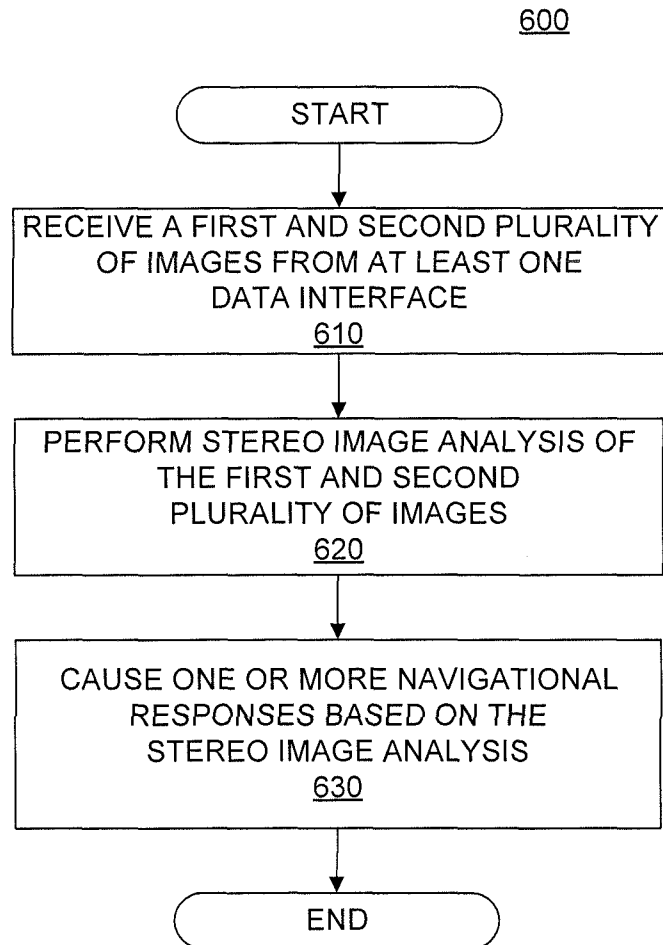 600
START
RECEIVE A FIRST AND SECOND PLURALITY
OF IMAGES FROM AT LEAST ONE
DATA INTERFACE
610
PERFORM STEREO IMAGE ANALYSIS OF
THE FIRST AND SECOND
PLURALITY OF IMAGES
620
CAUSE ONE OR MORE NAVIGATIONAL
RESPONSES BASED ON THE
STEREO IMAGE ANALYSIS
630
END